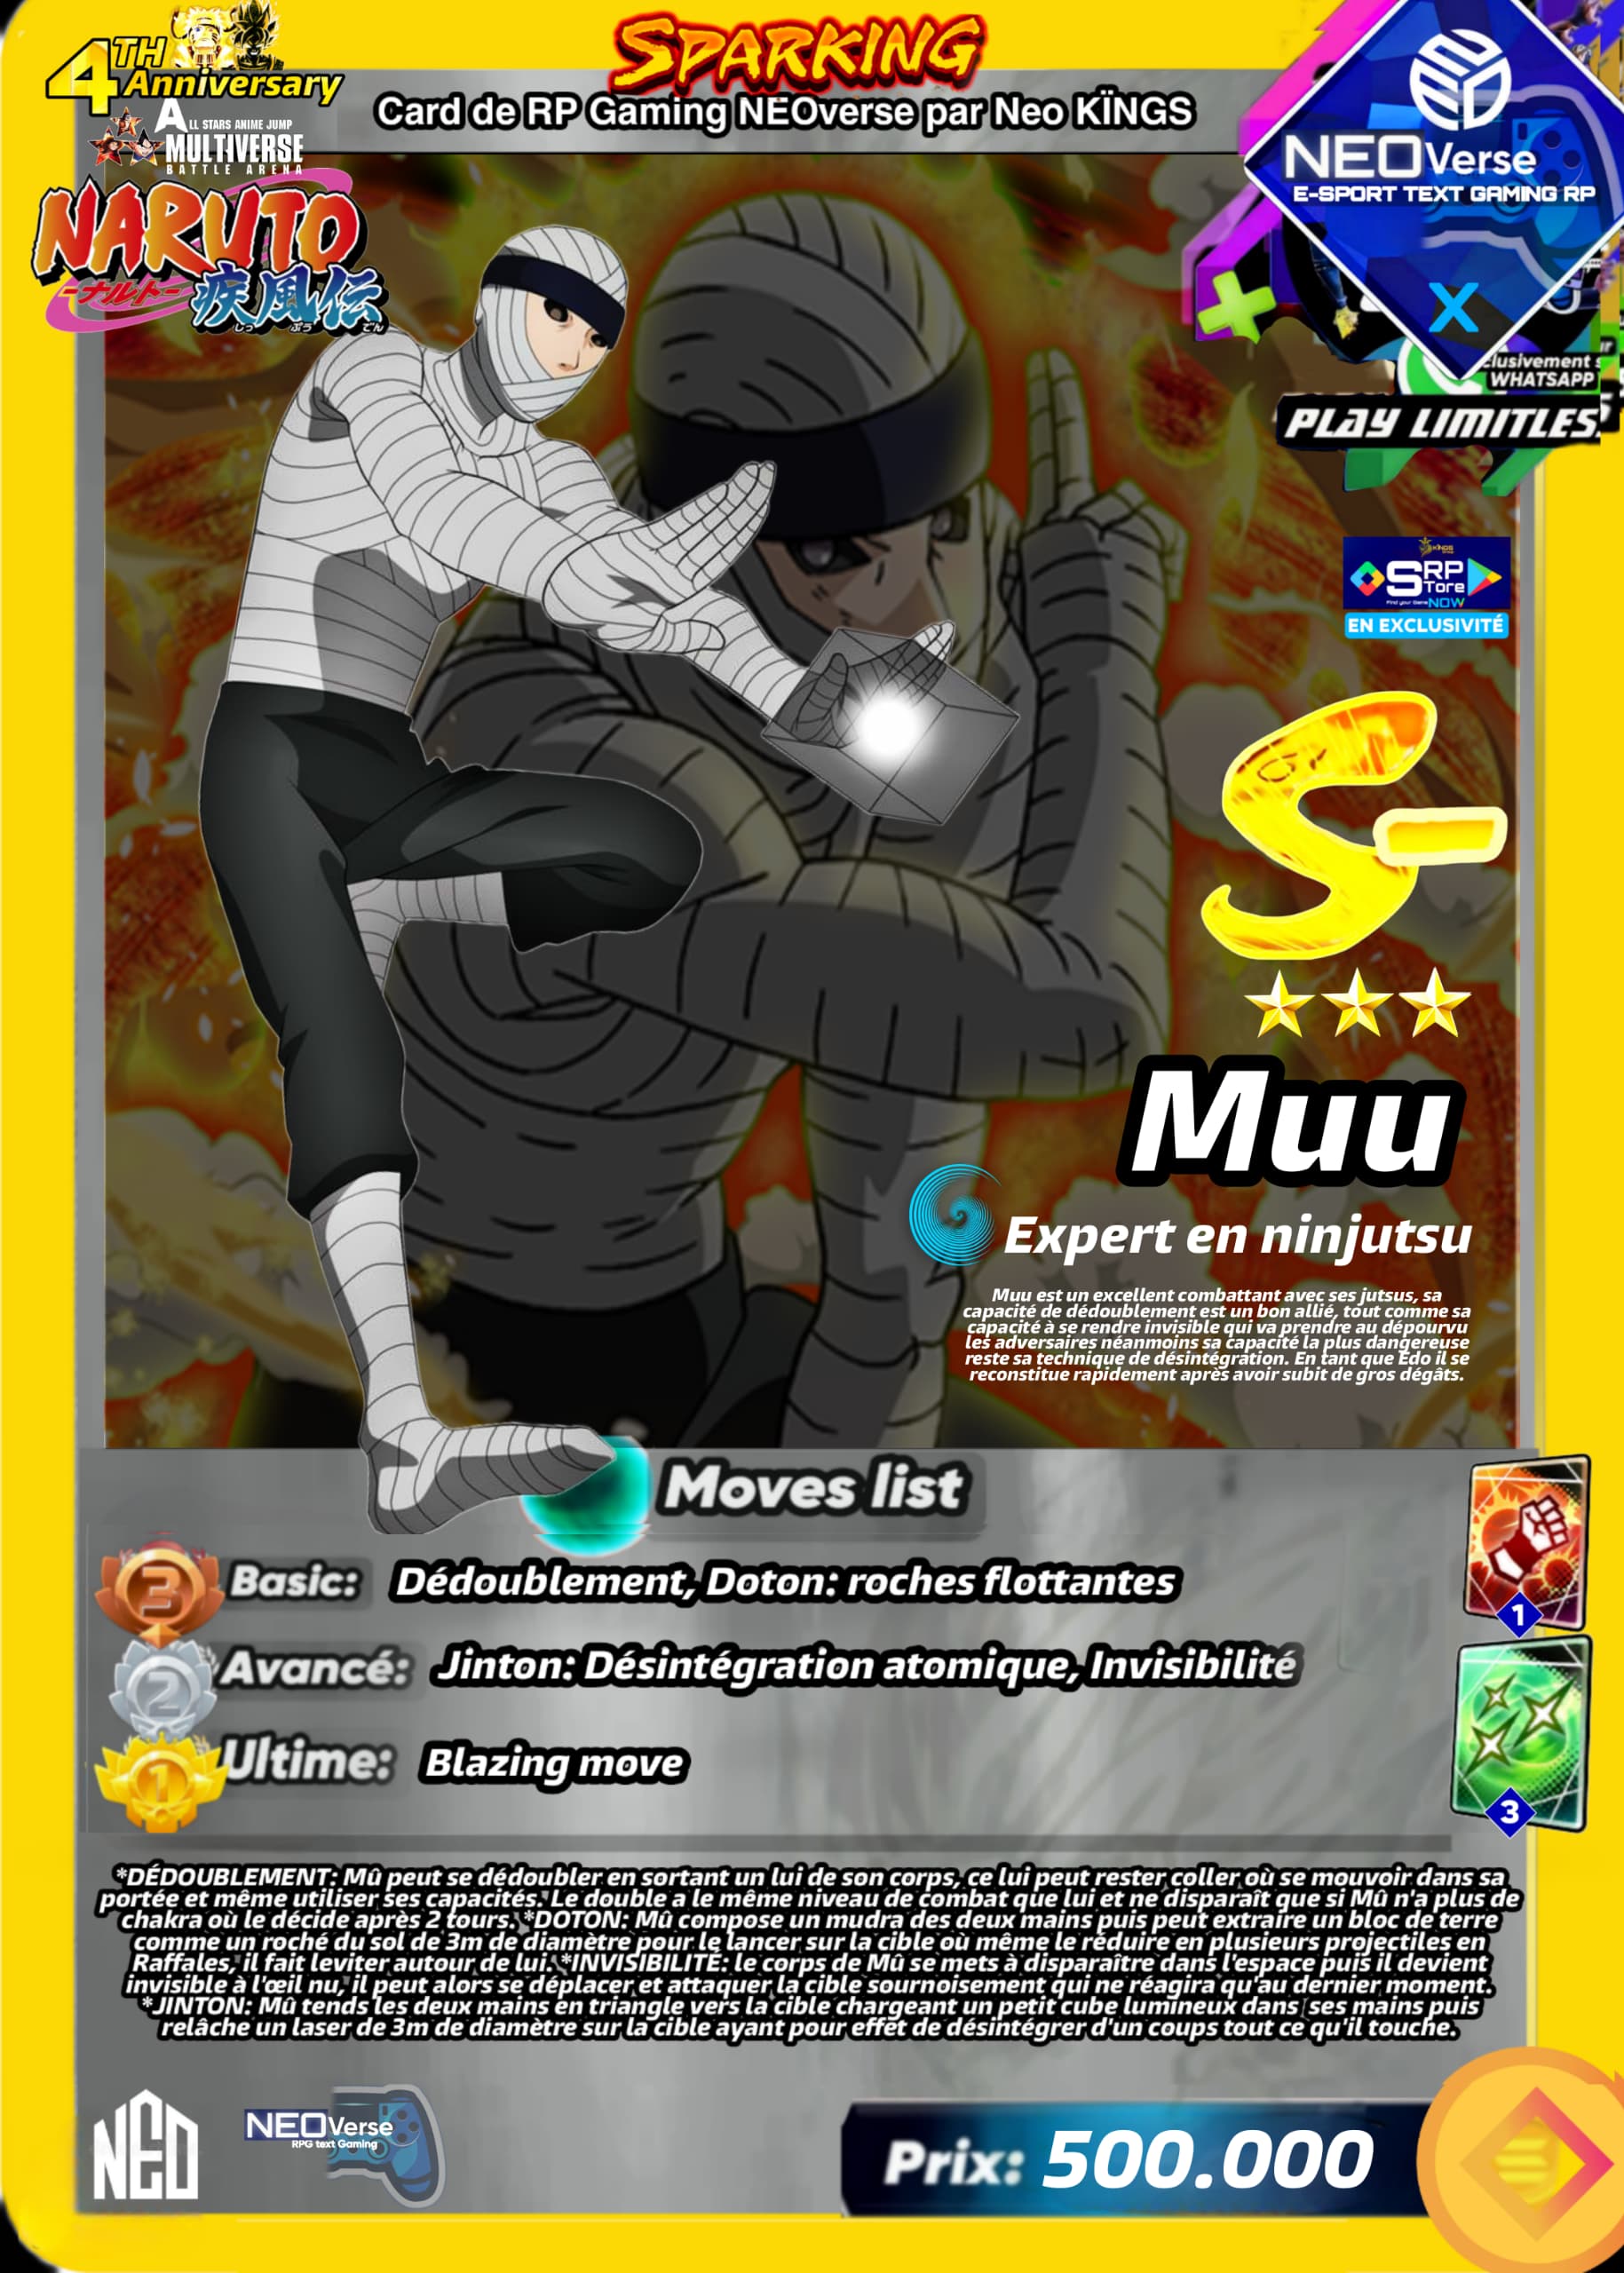 4TH
Anniversary
ALL STARS ANIME JUMP
MULTIVERSE
BATTLE ARENA
NARUTO
-ナルト-
疾風伝
しっ ぷう でん
SPARKING
Card de RP Gaming NEOverse par Neo KÏNGS
NEOVerse
E-SPORT TEXT GAMING RP
X
WHATSAPP
PLAY LIMITLES
KINGS
SRP
Tore
Find your Game NOW
EN EXCLUSIVITÉ
S-
Muu
Expert en ninjutsu
Muu est un excellent combattant avec ses jutsus, sa
capacité de dédoublement est un bon allié, tout comme sa
capacité à se rendre invisible qui va prendre au dépourvu
les adversaires néanmoins sa capacité la plus dangereuse
reste sa technique de désintégration. En tant que Edo il se
reconstitue rapidement après avoir subit de gros dégâts.
Moves list
3 Basic: Dédoublement, Doton: roches flottantes
1
2 Avancé: Jinton: Désintégration atomique, Invisibilité
1 Ultime: Blazing move
3
*DÉDOUBLEMENT: Mû peut se dédoubler en sortant un lui de son corps, ce lui peut rester coller où se mouvoir dans sa
portée et même utiliser ses capacités. Le double a le même niveau de combat que lui et ne disparaît que si Mû n'a plus de
chakra où le décide après 2 tours. *DOTON: Mû compose un mudra des deux mains puis peut extraire un bloc de terre
comme un roché du sol de 3m de diamètre pour le lancer sur la cible où même le réduire en plusieurs projectiles en
Raffales, il fait leviter autour de lui. *INVISIBILITÉ: le corps de Mû se mets à disparaître dans l'espace puis il devient
invisible à l'œil nu, il peut alors se déplacer et attaquer la cible sournoisement qui ne réagira qu'au dernier moment.
*JINTON: Mû tends les deux mains en triangle vers la cible chargeant un petit cube lumineux dans ses mains puis
relâche un laser de 3m de diamètre sur la cible ayant pour effet de désintégrer d'un coups tout ce qu'il touche.
NEO
NEOVerse
RPG text Gaming
Prix: 500.000